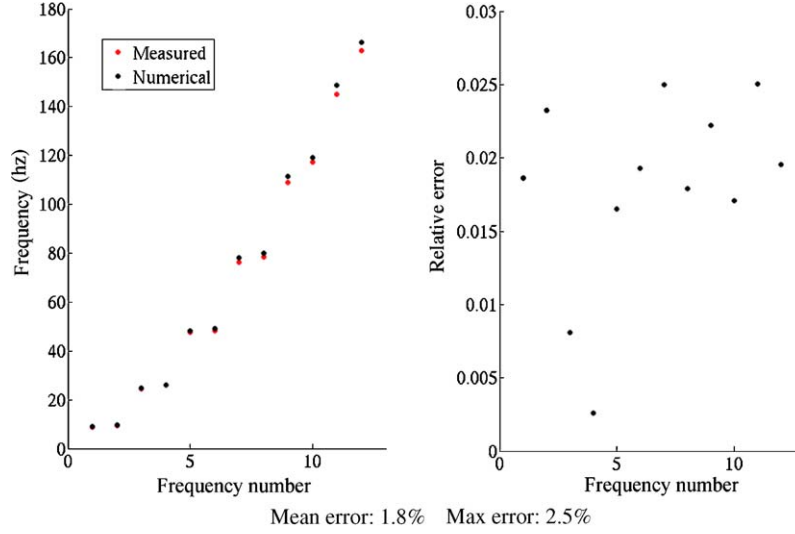 180
160
140
120
100
80
60
40
20
0
Frequency (hz)
Measured
Numerical
0 5 10
Frequency number
0.03
0.025
0.02
0.015
0.01
0.005
0
Relative error
0 5 10
Frequency number
Mean error: 1.8% Max error: 2.5%